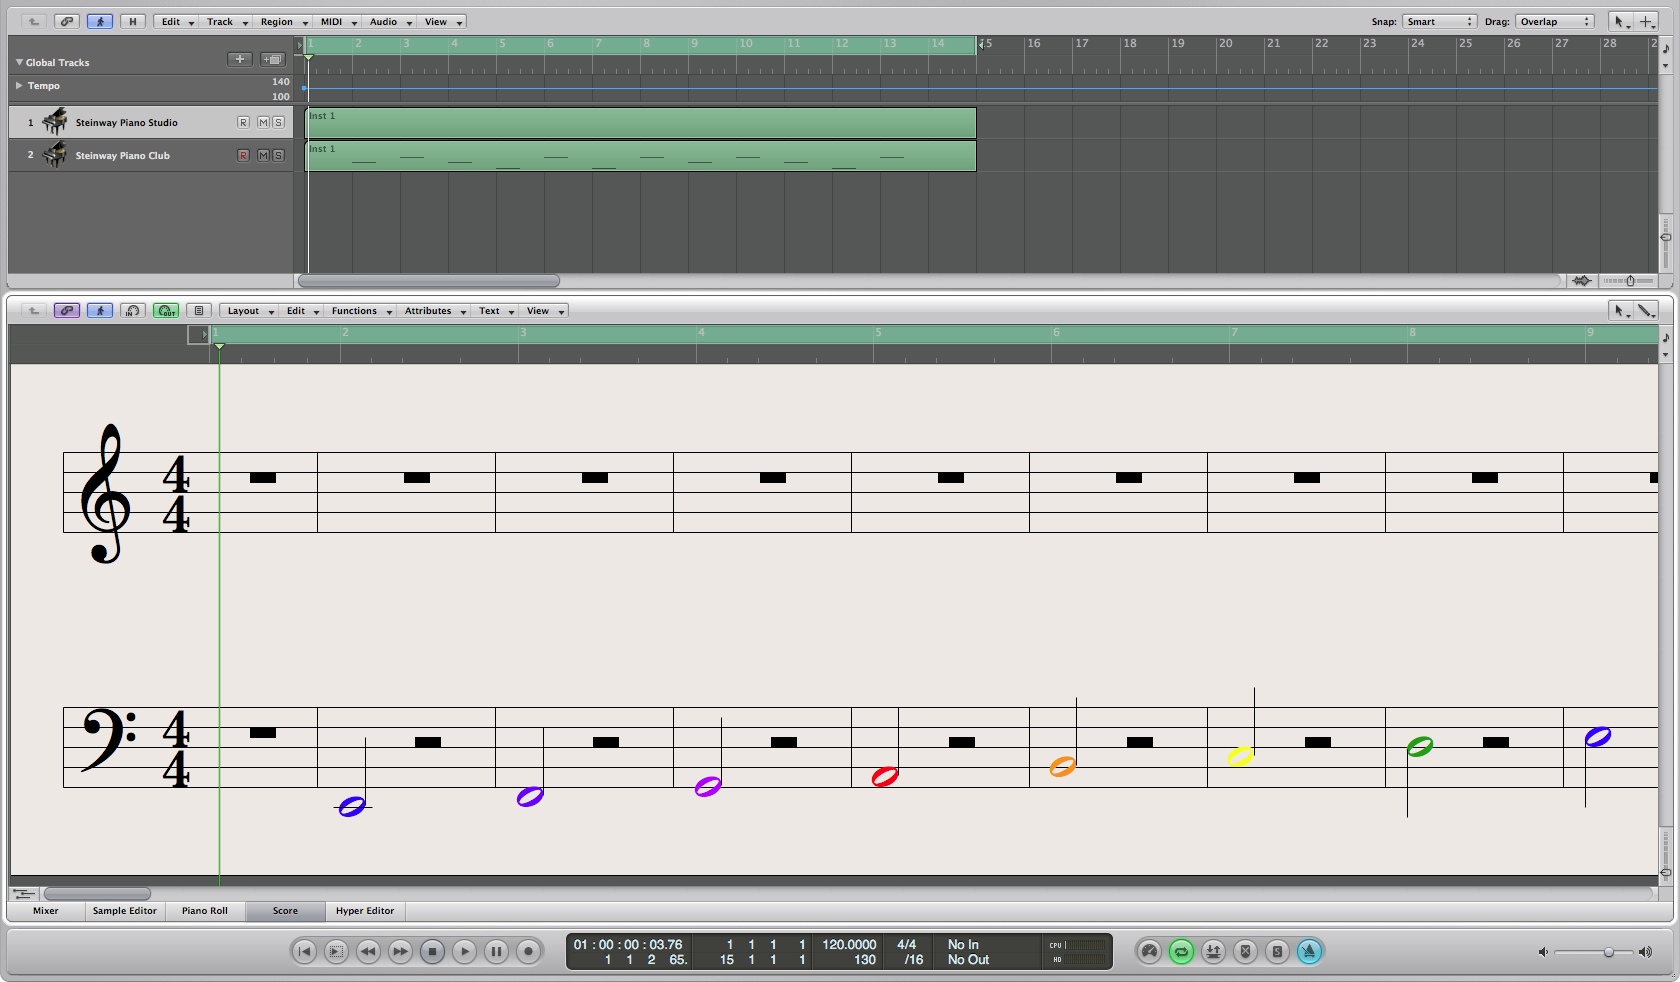 H Edit Track Region MIDI Audio View Snap: Smart Drag: Overlap
1 2 3 4 5 6 7 8 9 10 11 12 13 14 15 16 17 18 19 20 21 22 23 24 25 26 27 28 2
Global Tracks
Tempo 140
100
1 Steinway Piano Studio R M S Inst 1
2 Steinway Piano Club R M S Inst 1
IN OUT Layout Edit Functions Attributes Text View
1 2 3 4 5 6 7 8 9
4
4
4
4
Mixer Sample Editor Piano Roll Score Hyper Editor
01 : 00 : 00 : 03.76 1 1 1 1 120.0000 4/4 No In CPU
1 1 2 65. 15 1 1 1 130 /16 No Out HD
S